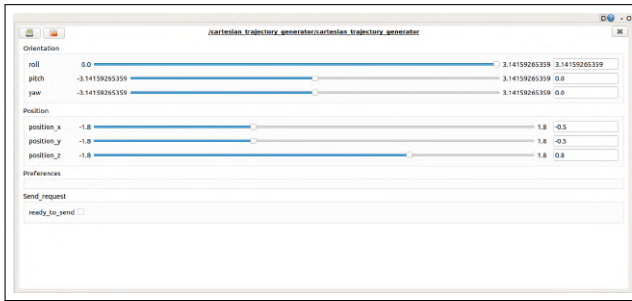 D - O
/cartesian_trajectory_generator/cartesian_trajectory_generator
Orientation
roll 0.0 3.14159265359 3.14159265359
pitch -3.14159265359 3.14159265359 0.0
yaw -3.14159265359 3.14159265359 0.0
Position
position_x -1.8 1.8 -0.5
position_y -1.8 1.8 -0.5
position_z -1.8 1.8 0.8
Preferences
Send_request
ready_to_send